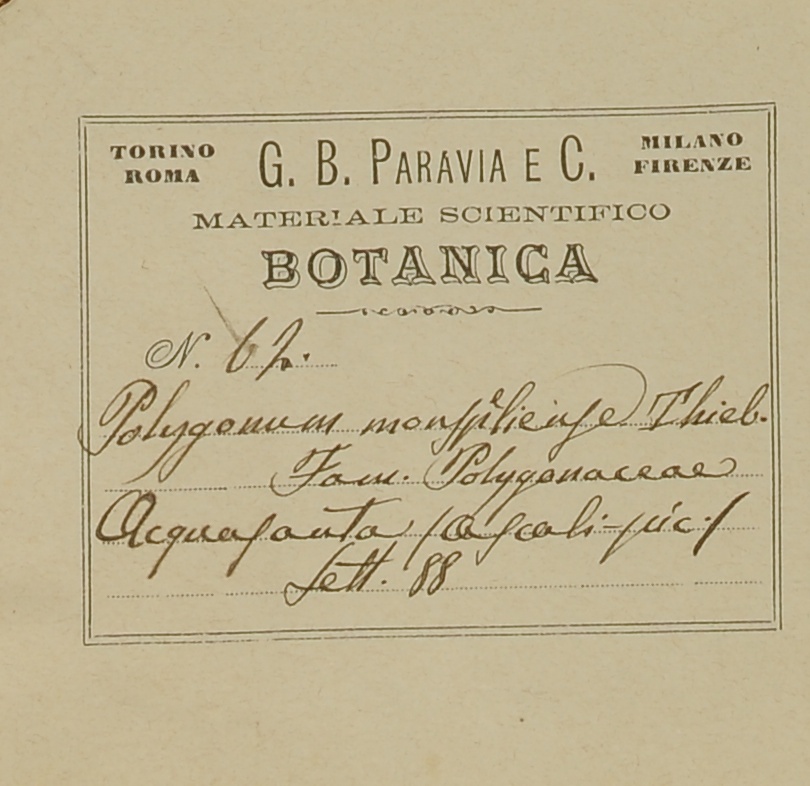 TORINO ROMA G. B. PARAVIA E C. MILANO FIRENZE
MATERIALE SCIENTIFICO
BOTANICA
N. 62.
Polygonum monspeliense Thieb.
Fam. Polygonaceae
Acquasanta (Ascoli-pic.)
Sett. 88